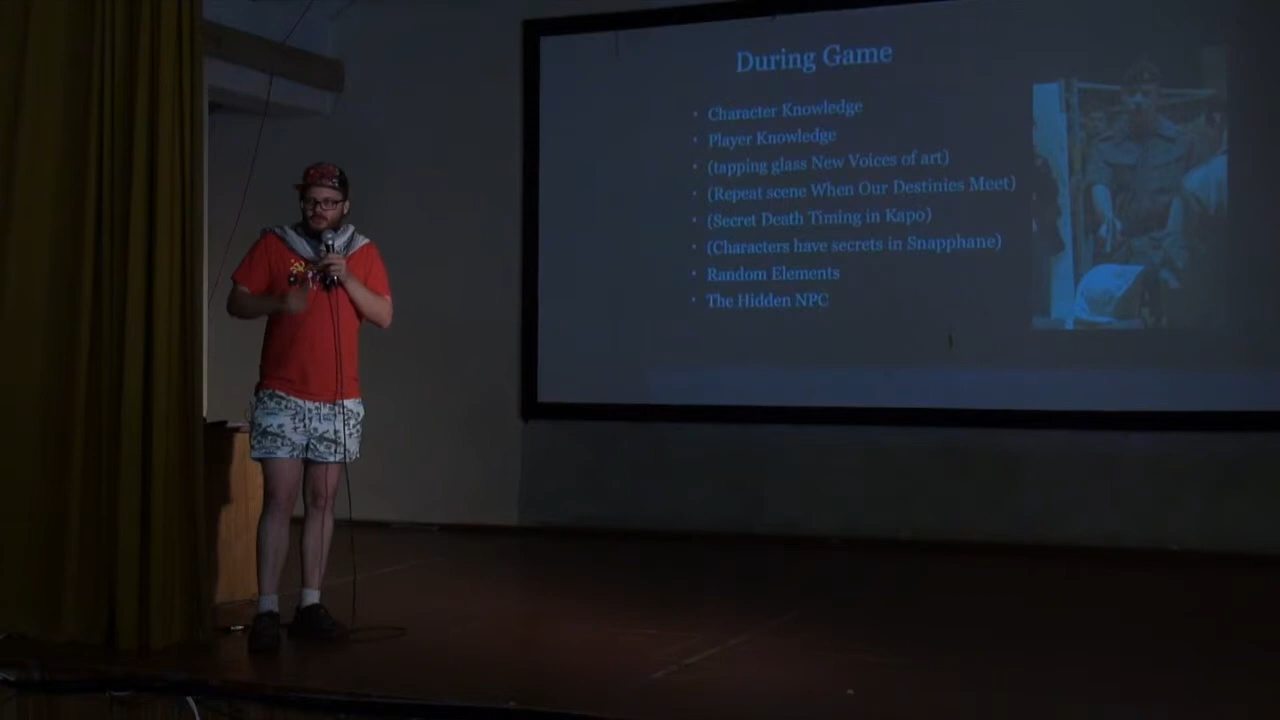 During Game
• Character Knowledge
• Player Knowledge
• (tapping glass New Voices of art)
• (Repeat scene When Our Destinies Meet)
• (Secret Death Timing in Kapo)
• (Characters have secrets in Snapphane)
• Random Elements
• The Hidden NPC